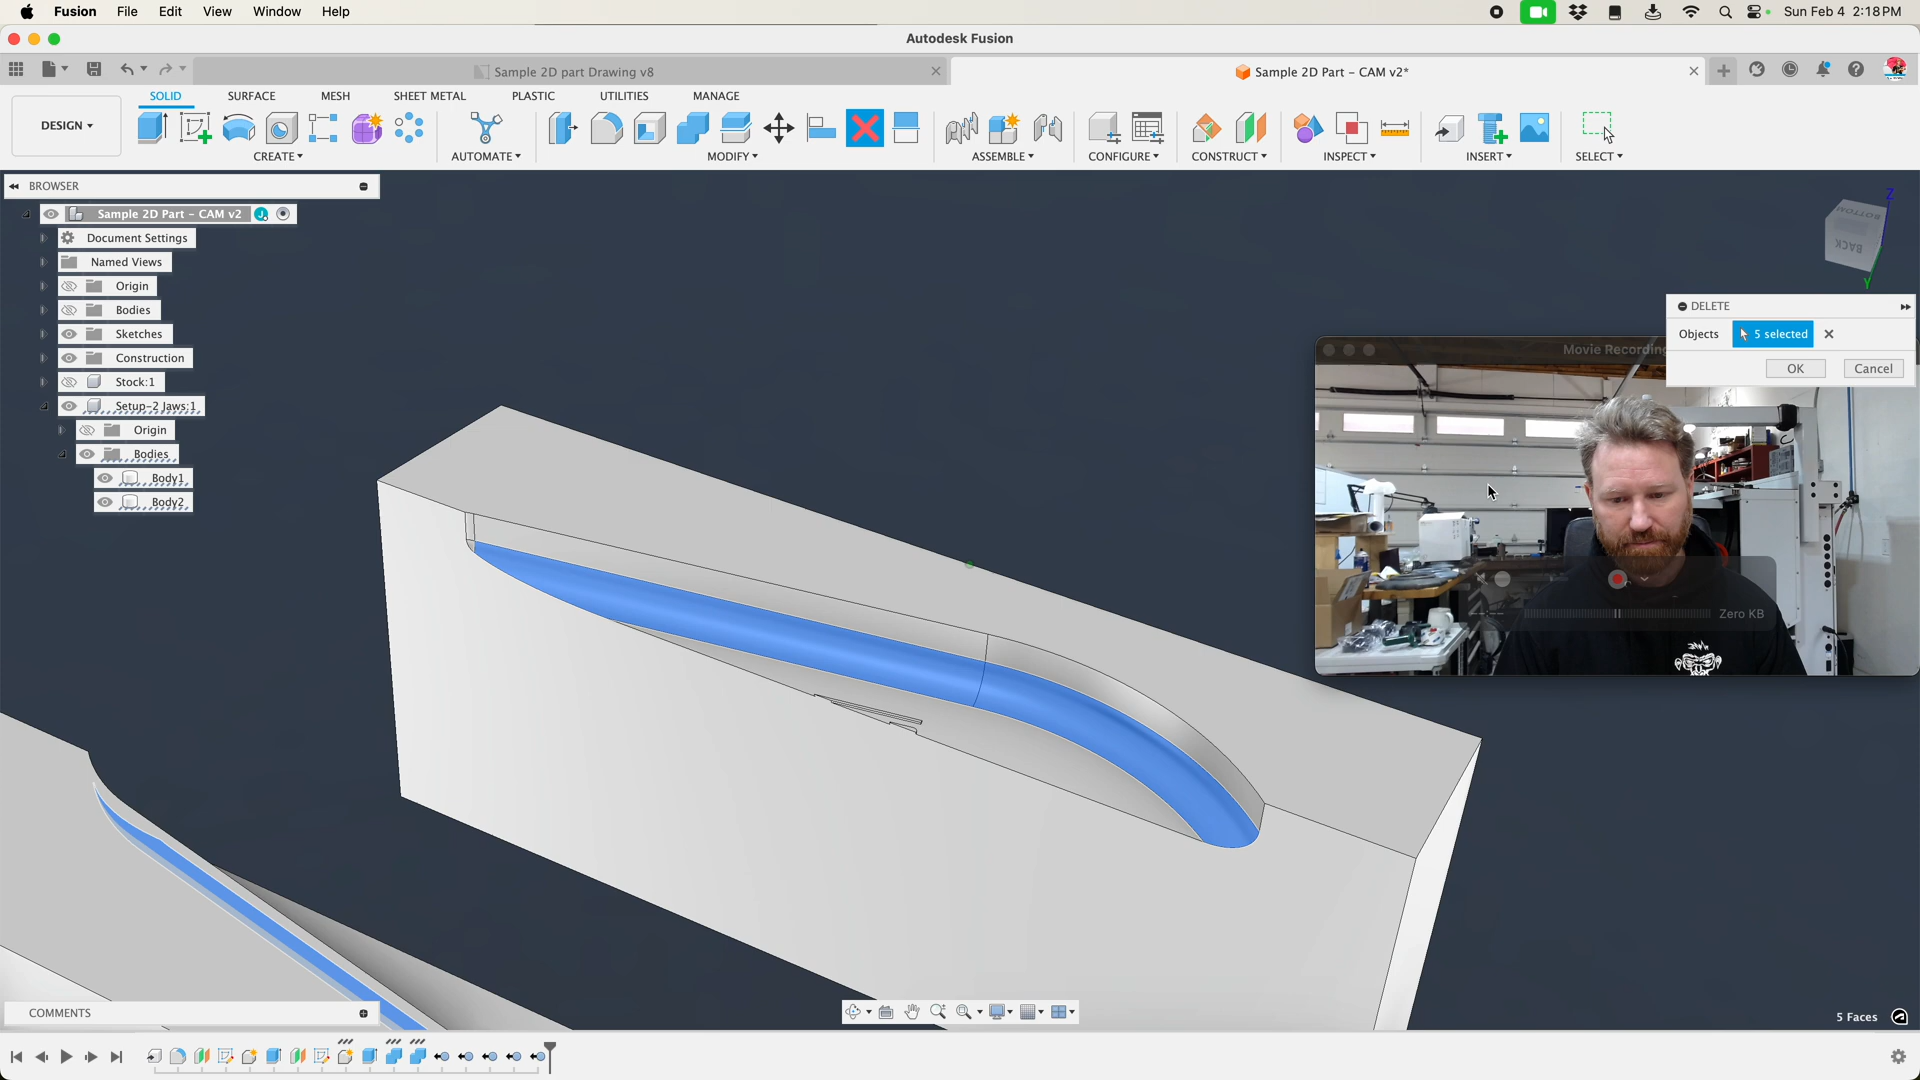 Fusion File Edit View Window Help
Sun Feb 4 2:18 PM
Autodesk Fusion
Sample 2D part Drawing v8
Sample 2D Part - CAM v2*
SOLID SURFACE MESH SHEET METAL PLASTIC UTILITIES MANAGE
DESIGN
CREATE AUTOMATE MODIFY ASSEMBLE CONFIGURE CONSTRUCT INSPECT INSERT SELECT
BROWSER
Sample 2D Part - CAM v2
Document Settings
Named Views
Origin
Bodies
Sketches
Construction
Stock:1
Setup-2 Jaws:1
Origin
Bodies
Body1
Body2
Z
BOTTOM
BACK
Y
DELETE
Objects 5 selected
OK Cancel
Movie Recording
Zero KB
COMMENTS
5 Faces